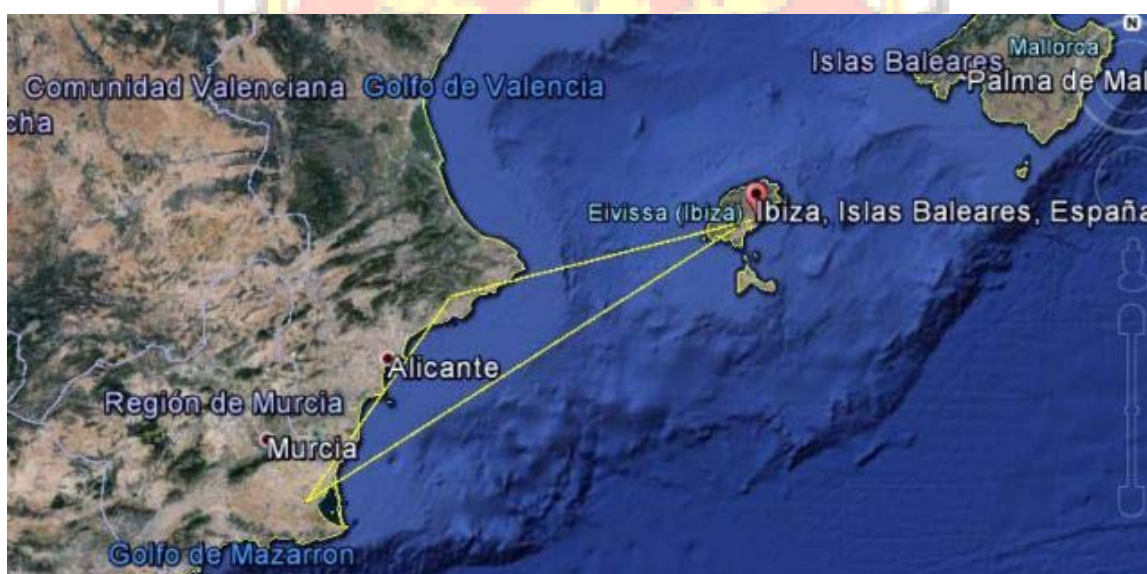 N
Mallorca
Islas Baleares
Palma de Mal
Comunidad Valenciana
Golfo de Valencia
cha
Eivissa (Ibiza)
Ibiza, Islas Baleares, España
Alicante
Región de Murcia
Murcia
Golfo de Mazarron